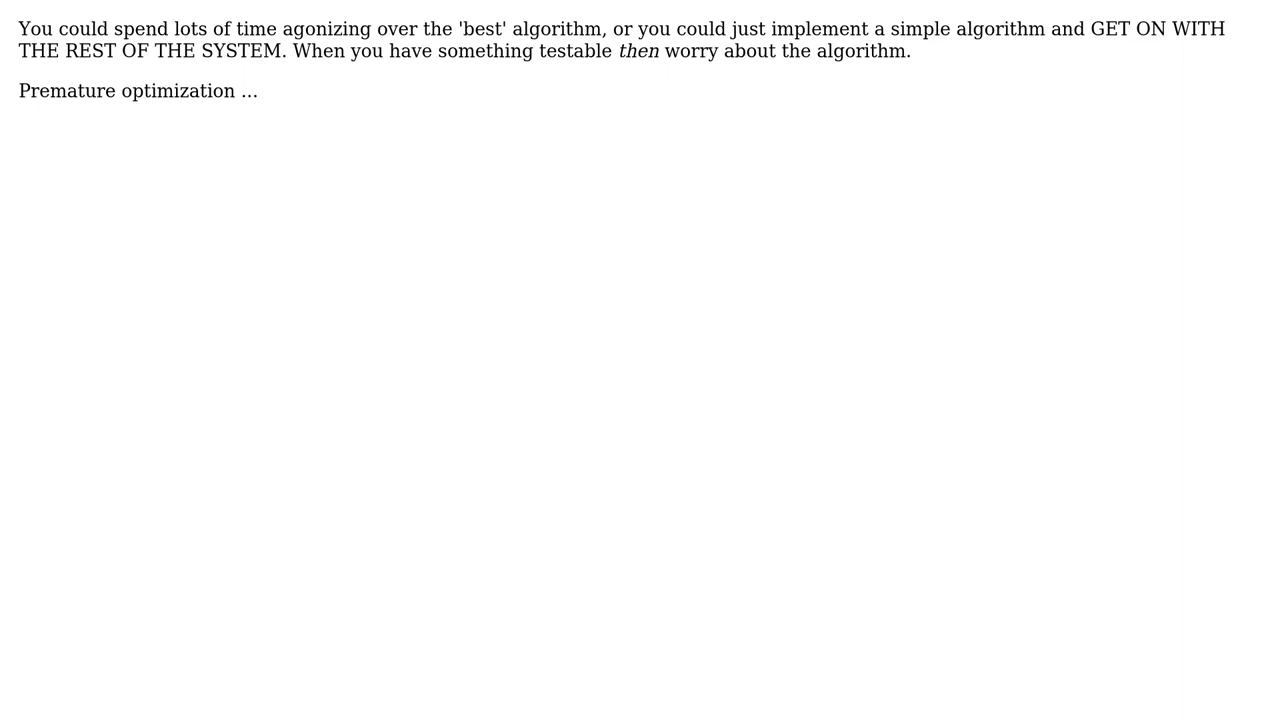 You could spend lots of time agonizing over the 'best' algorithm, or you could just implement a simple algorithm and GET ON WITH
THE REST OF THE SYSTEM. When you have something testable then worry about the algorithm.
Premature optimization ...